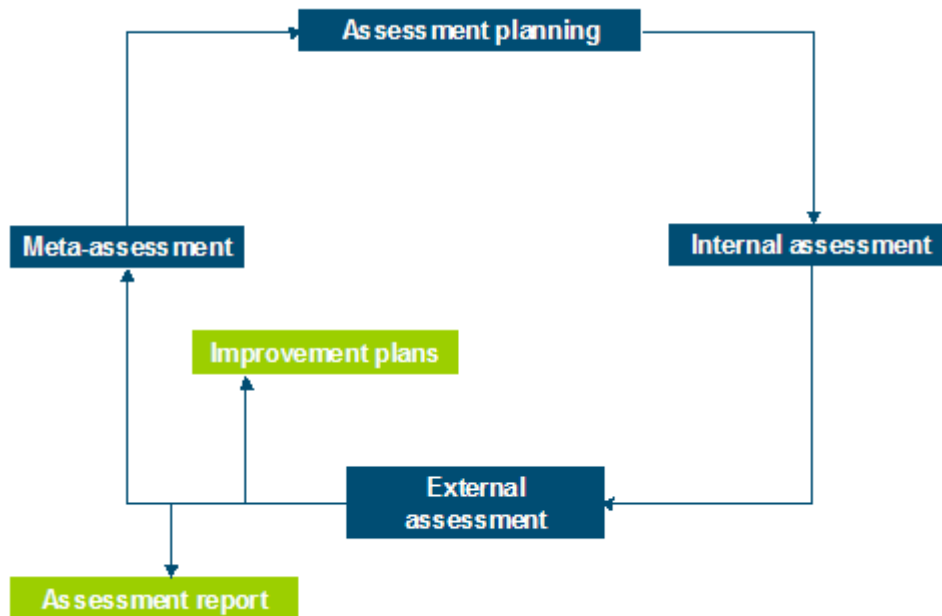 Assessment planning
Meta-assessment
Internal assessment
Improvement plans
External
assessment
Assessment report